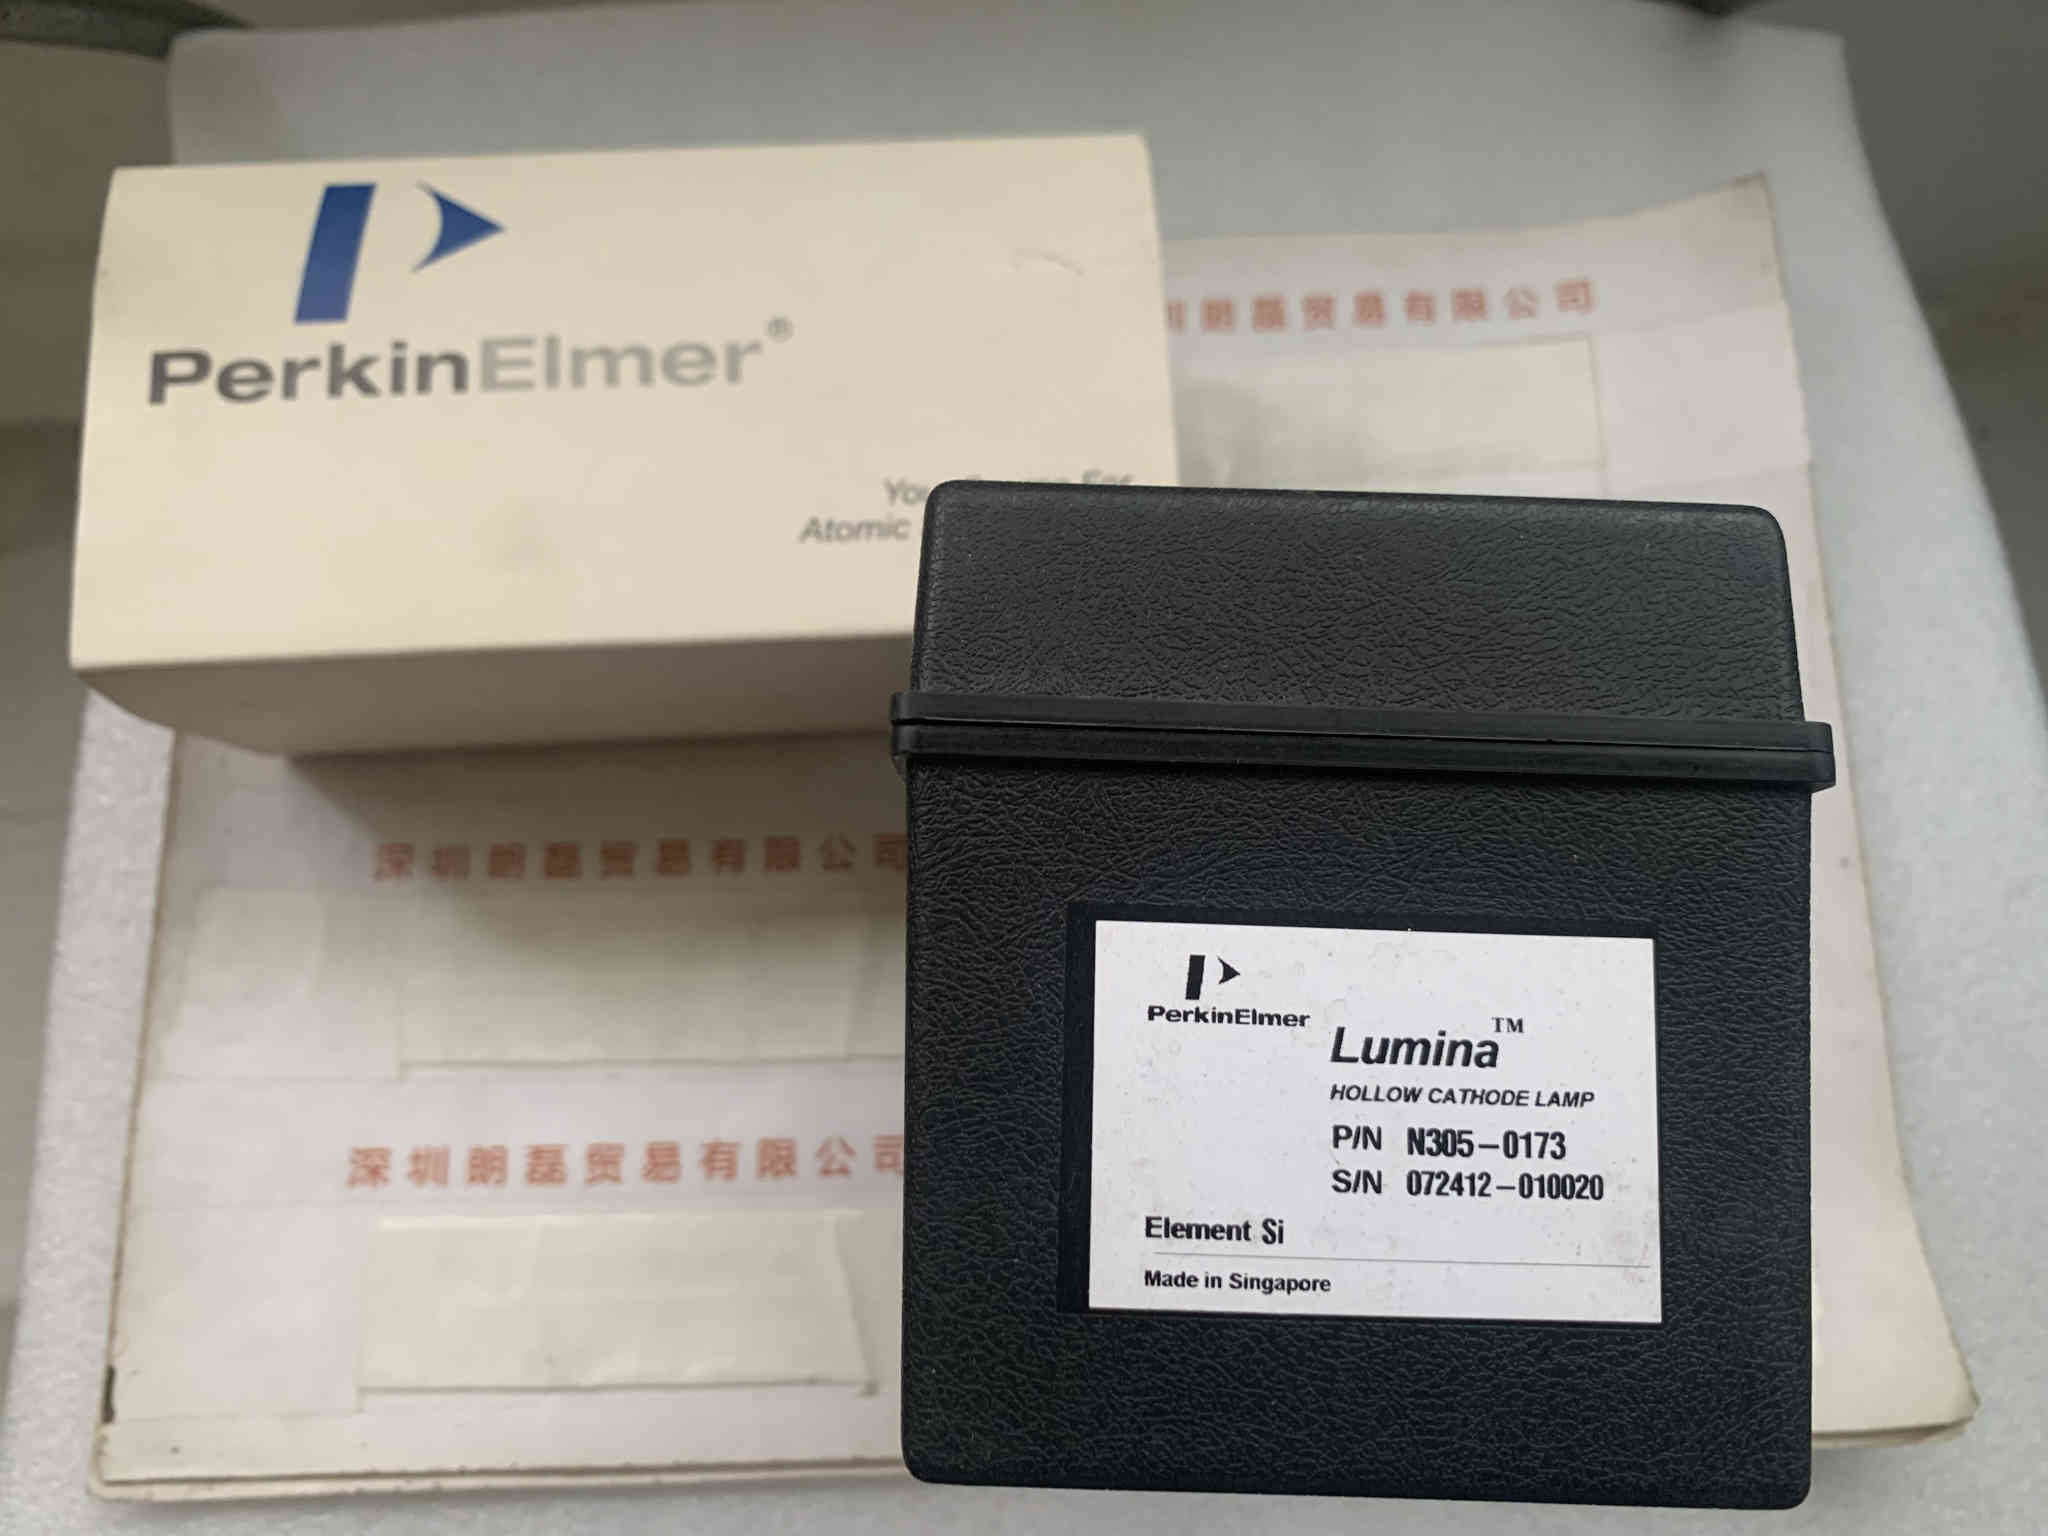 PerkinElmer®
Atomic
圳朗磊贸易有限公司
深圳朗磊贸易有限公司
深圳朗磊贸易有限公司
PerkinElmer
Lumina™
HOLLOW CATHODE LAMP
P/N N305-0173
S/N 072412-010020
Element Si
Made in Singapore